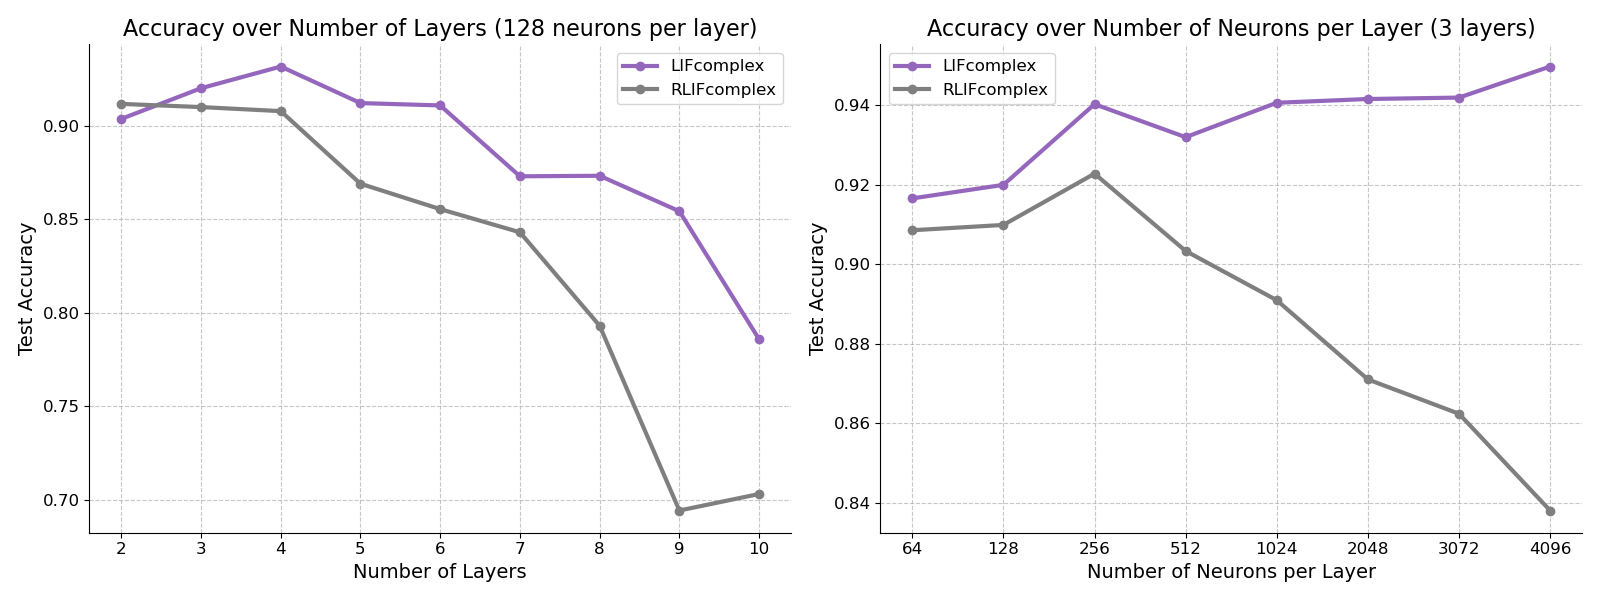 Accuracy over Number of Layers (128 neurons per layer)
LIFcomplex
RLIFcomplex
0.90
0.85
0.80
0.75
0.70
Test Accuracy
2 3 4 5 6 7 8 9 10
Number of Layers
Accuracy over Number of Neurons per Layer (3 layers)
LIFcomplex
RLIFcomplex
0.94
0.92
0.90
0.88
0.86
0.84
Test Accuracy
64 128 256 512 1024 2048 3072 4096
Number of Neurons per Layer